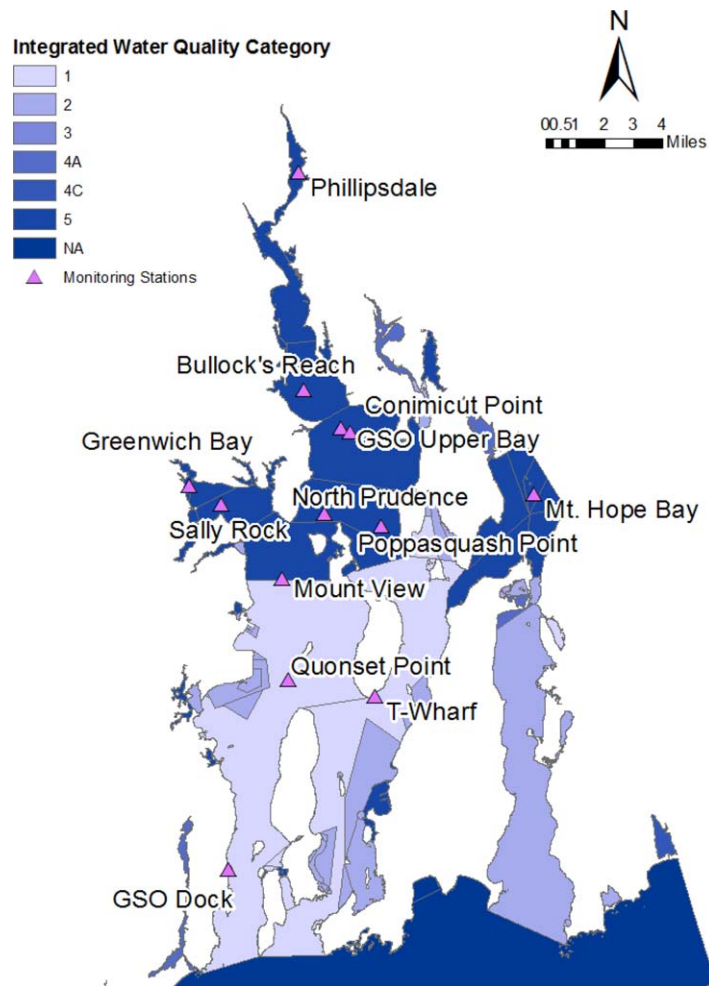 Integrated Water Quality Category
1
2
3
4A
4C
5
NA
Monitoring Stations
N
00.51 2 3 4
Miles
Phillipsdale
Bullock's Reach
Conimicut Point
GSO Upper Bay
Greenwich Bay
North Prudence
Sally Rock
Mt. Hope Bay
Poppasquash Point
Mount View
Quonset Point
T-Wharf
GSO Dock